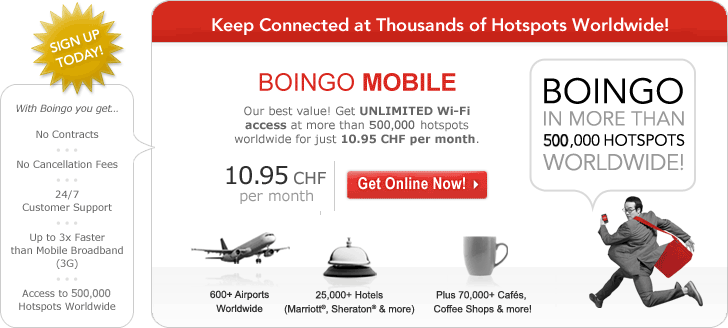 SIGN UP
TODAY!
With Boingo you get...
No Contracts
No Cancellation Fees
24/7
Customer Support
Up to 3x Faster
than Mobile Broadband
(3G)
Access to 500,000
Hotspots Worldwide
Keep Connected at Thousands of Hotspots Worldwide!
BOINGO MOBILE
Our best value! Get UNLIMITED Wi-Fi
access at more than 500,000 hotspots
worldwide for just 10.95 CHF per month.
10.95 CHF
per month
Get Online Now!
BOINGO
IN MORE THAN
500,000 HOTSPOTS
WORLDWIDE!
600+ Airports
Worldwide
25,000+ Hotels
(Marriott®, Sheraton® & more)
Plus 70,000+ Cafés,
Coffee Shops & more!